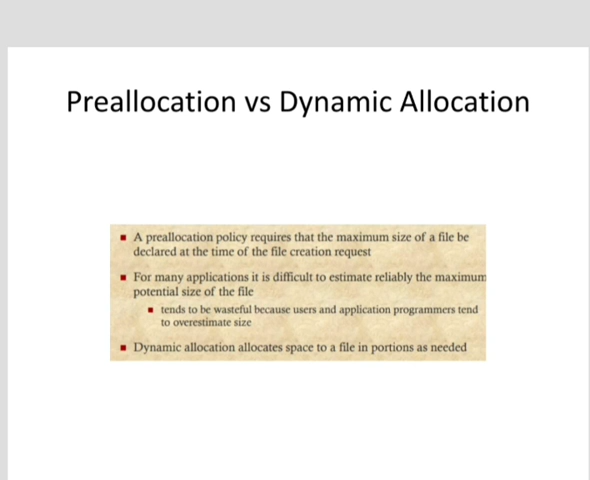 Preallocation vs Dynamic Allocation
▪ A preallocation policy requires that the maximum size of a file be
declared at the time of the file creation request
▪ For many applications it is difficult to estimate reliably the maximum
potential size of the file
▪ tends to be wasteful because users and application programmers tend
to overestimate size
▪ Dynamic allocation allocates space to a file in portions as needed